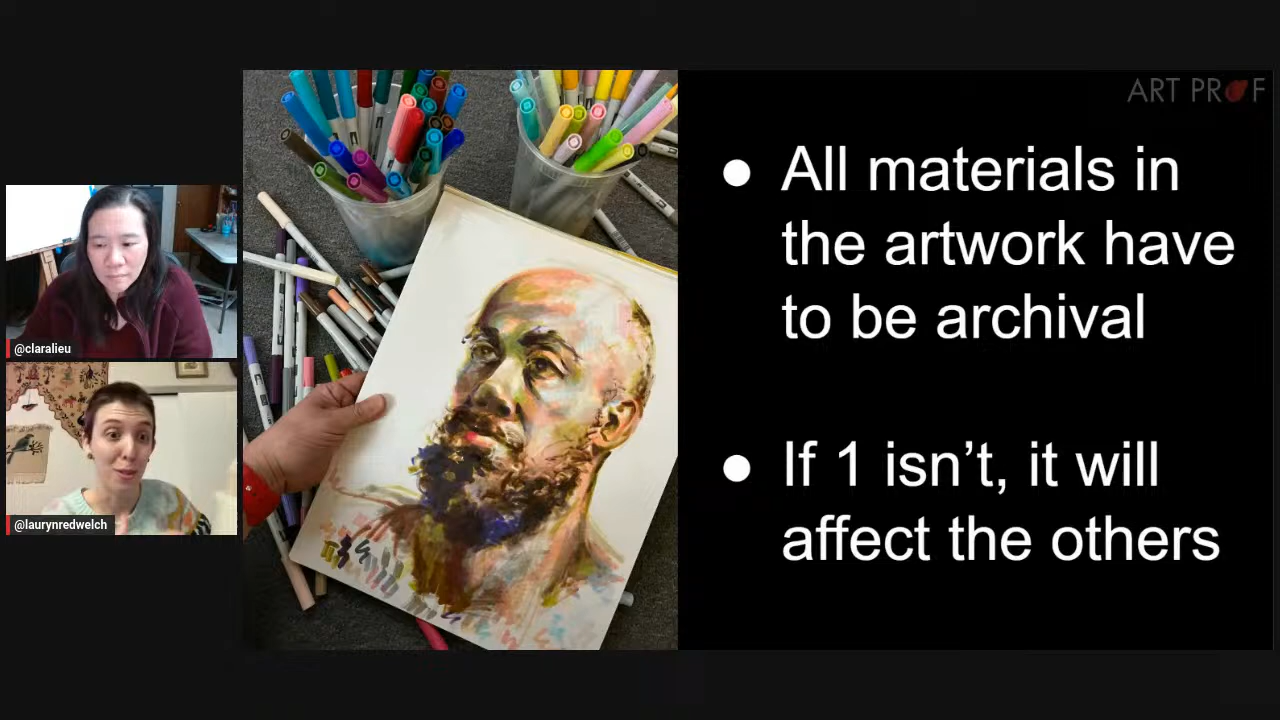 ART PROF
● All materials in
the artwork have
to be archival
● If 1 isn't, it will
affect the others
@claralieu
@laurynredwelch